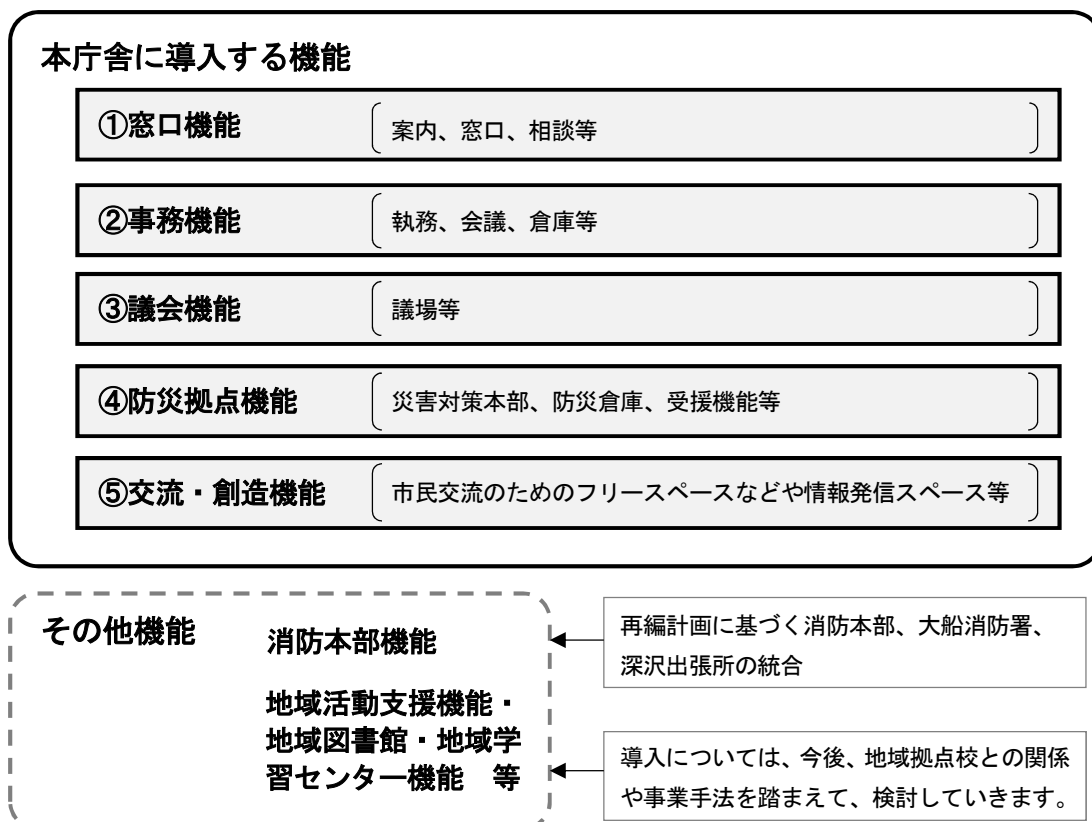 本庁舎に導入する機能
①窓口機能 案内、窓口、相談等
②事務機能 執務、会議、倉庫等
③議会機能 議場等
④防災拠点機能 災害対策本部、防災倉庫、受援機能等
⑤交流・創造機能 市民交流のためのフリースペースなどや情報発信スペース等
その他機能
消防本部機能
再編計画に基づく消防本部、大船消防署、
深沢出張所の統合
地域活動支援機能・
地域図書館・地域学
習センター機能　等
導入については、今後、地域拠点校との関係
や事業手法を踏まえて、検討していきます。